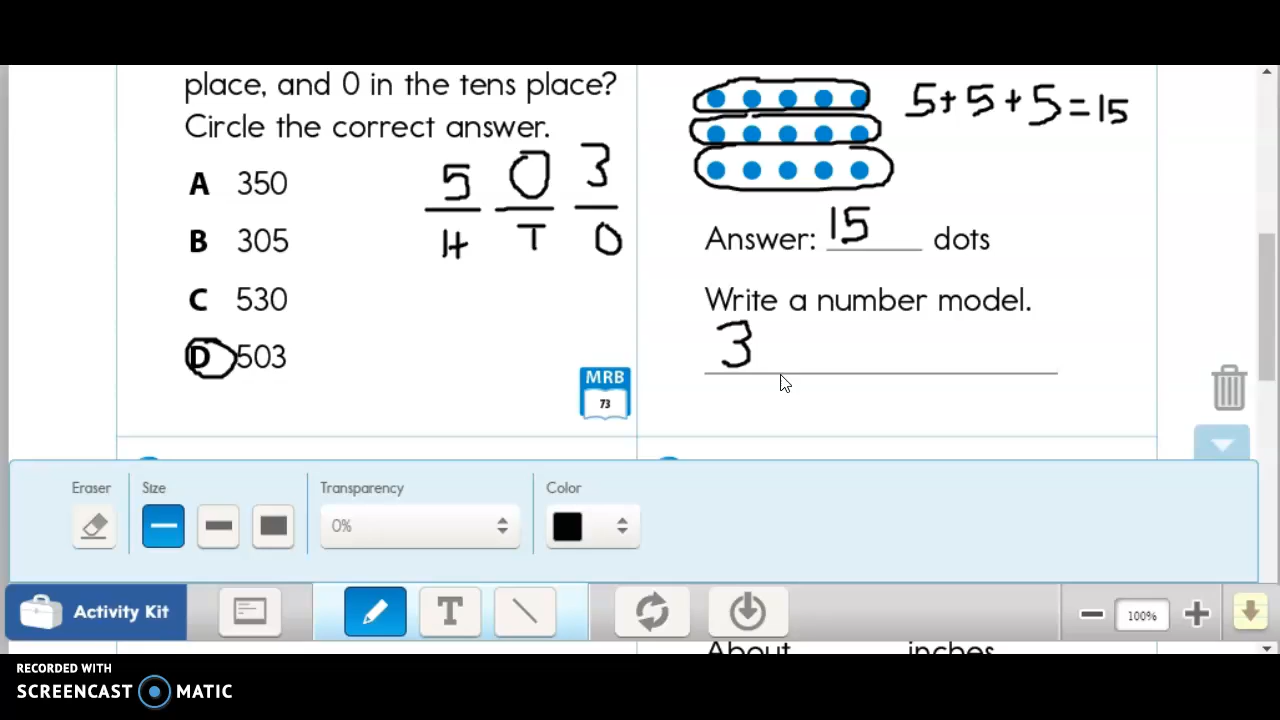 place, and 0 in the tens place?
Circle the correct answer.
A 350
B 305
C 530
D 503
5 0 3
H T O
MRB
73
5+5+5=15
Answer: 15 dots
Write a number model.
3
Eraser Size Transparency Color
0%
Activity Kit T 100%
About inches
RECORDED WITH
SCREENCAST MATIC